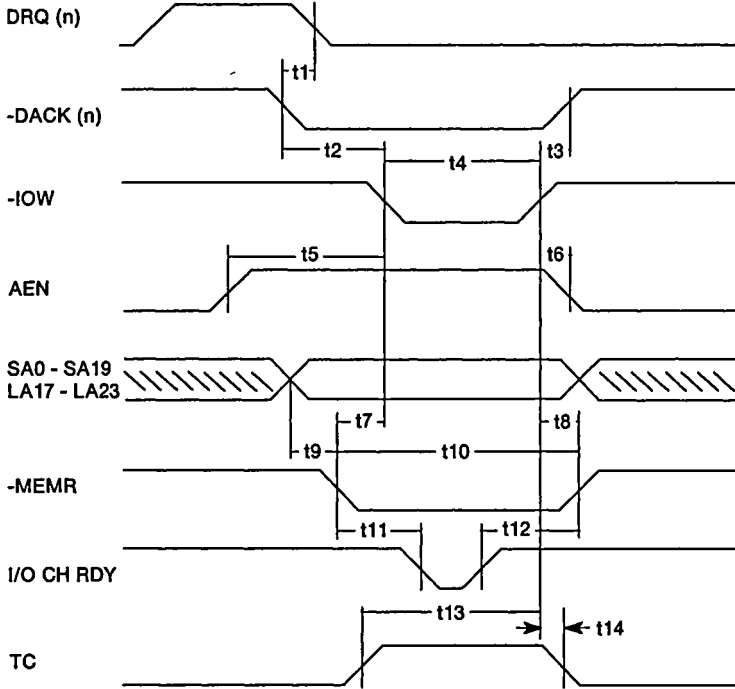 DRQ (n)
t1
-DACK (n)
t2
t4
t3
-IOW
t5
t6
AEN
SA0 - SA19
LA17 - LA23
t7
t8
t9
t10
-MEMR
t11
t12
I/O CH RDY
t13
t14
TC